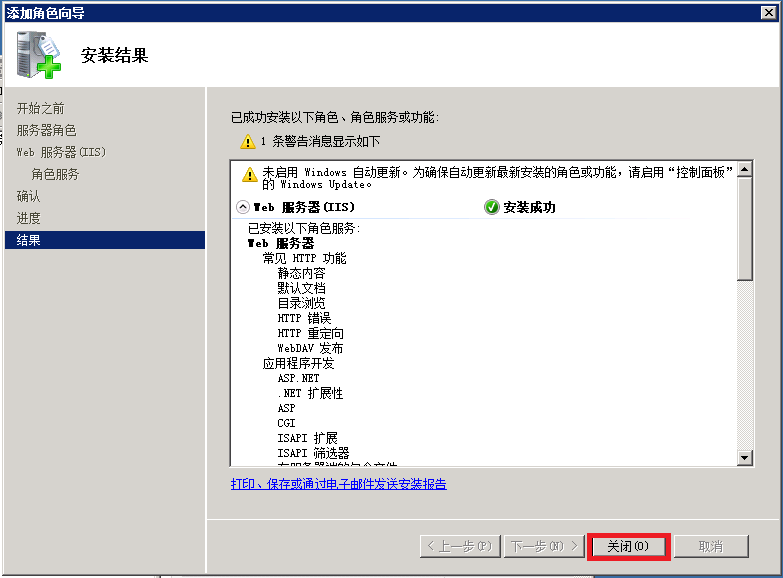 添加角色向导
安装结果
开始之前
服务器角色
Web 服务器(IIS)
角色服务
确认
进度
结果
已成功安装以下角色、角色服务或功能:
1 条警告消息显示如下
未启用 Windows 自动更新。为确保自动更新最新安装的角色或功能，请启用“控制面板”
的 Windows Update。
Web 服务器(IIS) 安装成功
已安装以下角色服务:
Web 服务器
常见 HTTP 功能
静态内容
默认文档
目录浏览
HTTP 错误
HTTP 重定向
WebDAV 发布
应用程序开发
ASP.NET
.NET 扩展性
ASP
CGI
ISAPI 扩展
ISAPI 筛选器
在服务器端的包含文件
打印、保存或通过电子邮件发送安装报告
< 上一步(P) 下一步(N) > 关闭(O) 取消